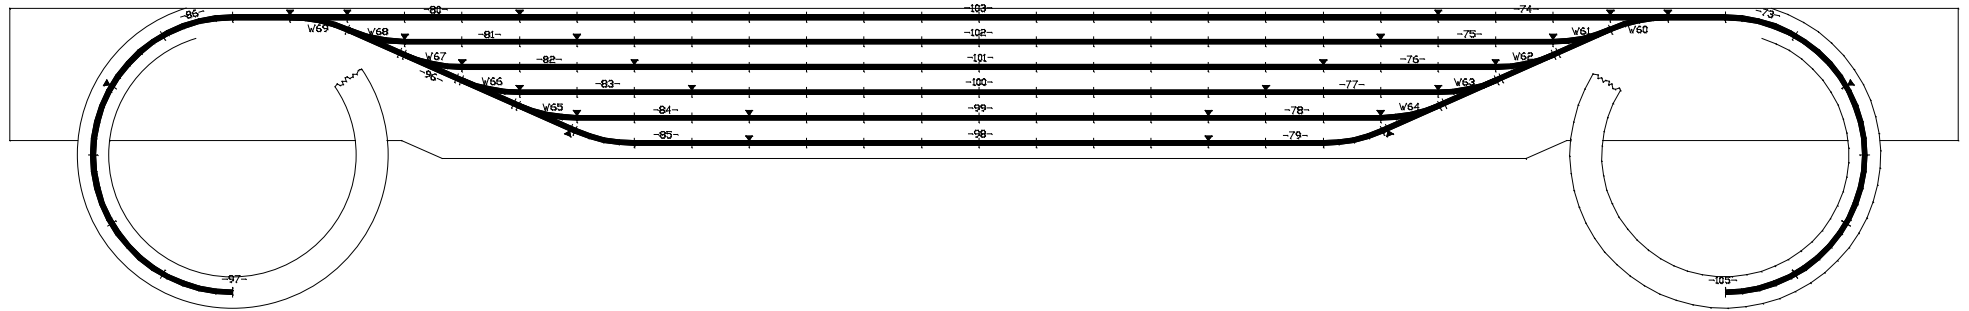 -86- -80- -103- -74- -73-
W69 W68 -81- -102- -75- W61 W60
W67 -82- -101- -76- W62
-96- W66 -83- -100- -77- W63
W65 -84- -99- -78- W64
-85- -98- -79-
-97- -105-